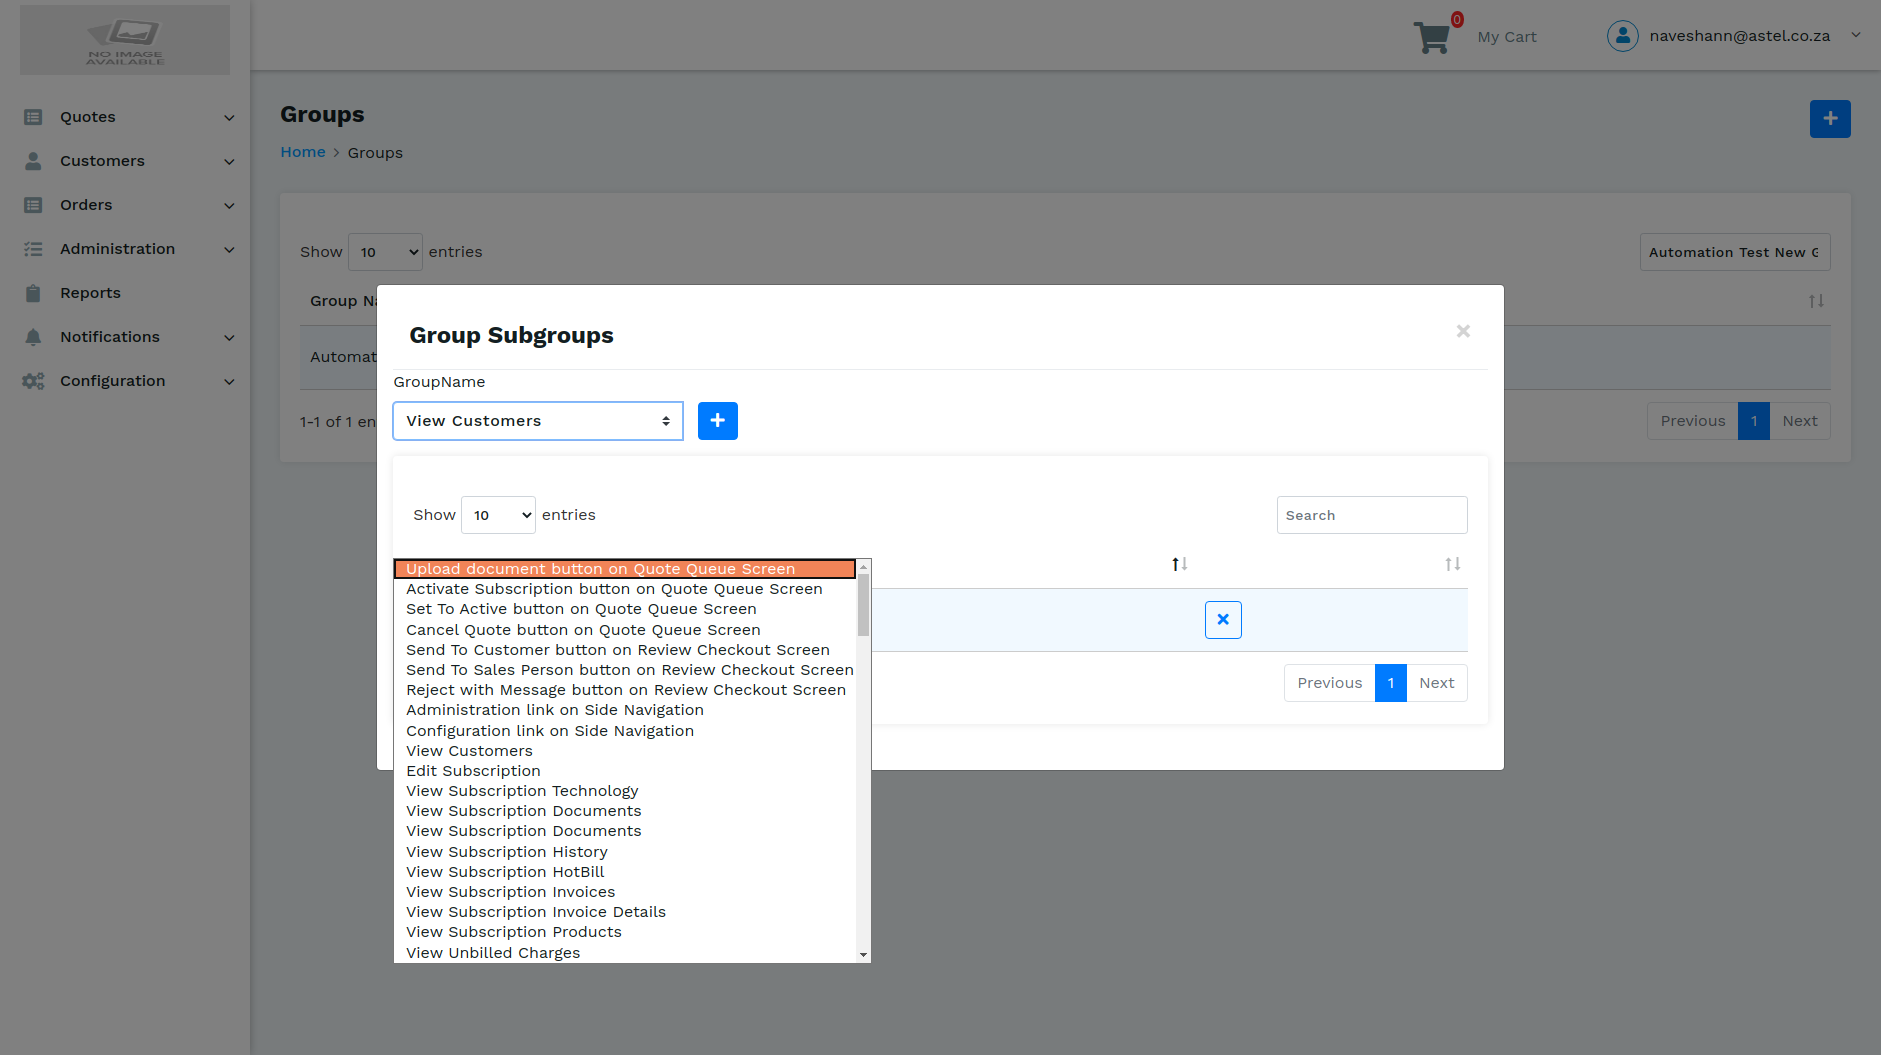 NO IMAGE
AVAILABLE
0
My Cart
naveshann@astel.co.za
Quotes
Customers
Orders
Administration
Reports
Notifications
Configuration
Groups
Home > Groups
Show 10 entries
Automation Test New G
Group Na
Automat
1-1 of 1 en
Previous 1 Next
Group Subgroups
×
GroupName
View Customers
Show 10 entries
Search
Upload document button on Quote Queue Screen
Activate Subscription button on Quote Queue Screen
Set To Active button on Quote Queue Screen
Cancel Quote button on Quote Queue Screen
Send To Customer button on Review Checkout Screen
Send To Sales Person button on Review Checkout Screen
Reject with Message button on Review Checkout Screen
Administration link on Side Navigation
Configuration link on Side Navigation
View Customers
Edit Subscription
View Subscription Technology
View Subscription Documents
View Subscription Documents
View Subscription History
View Subscription HotBill
View Subscription Invoices
View Subscription Invoice Details
View Subscription Products
View Unbilled Charges
Previous 1 Next